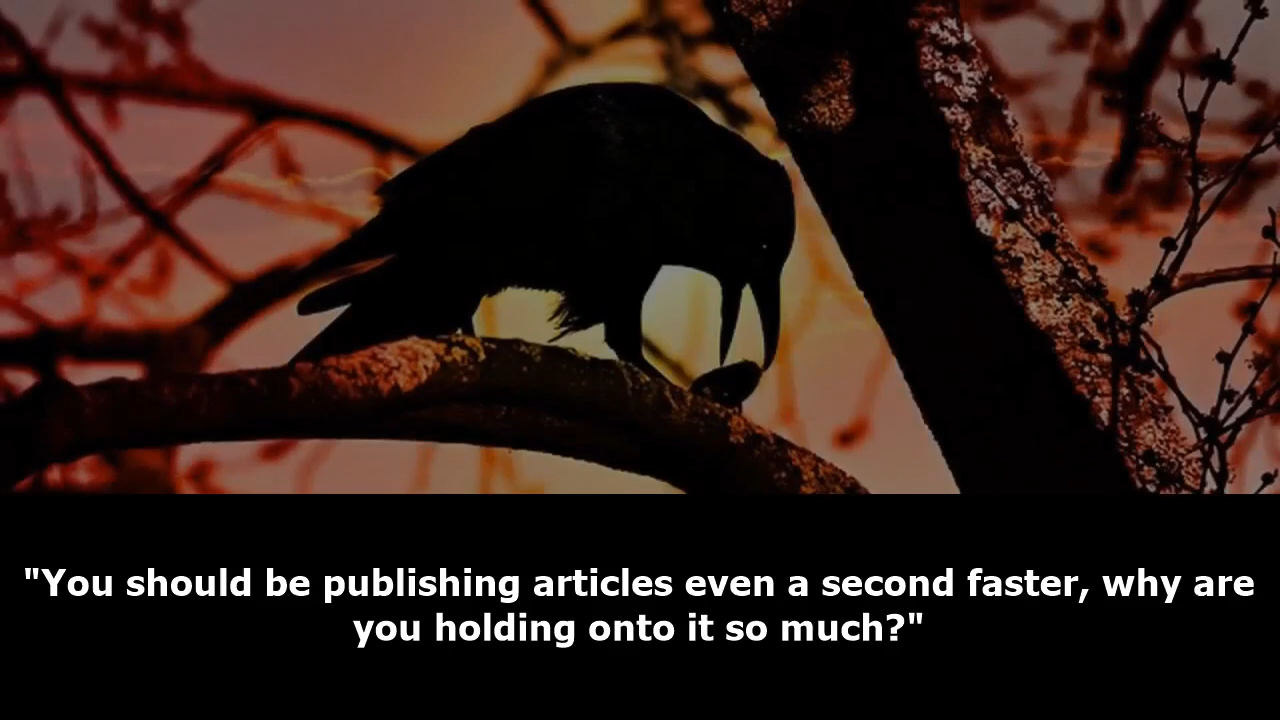 "You should be publishing articles even a second faster, why are
you holding onto it so much?"